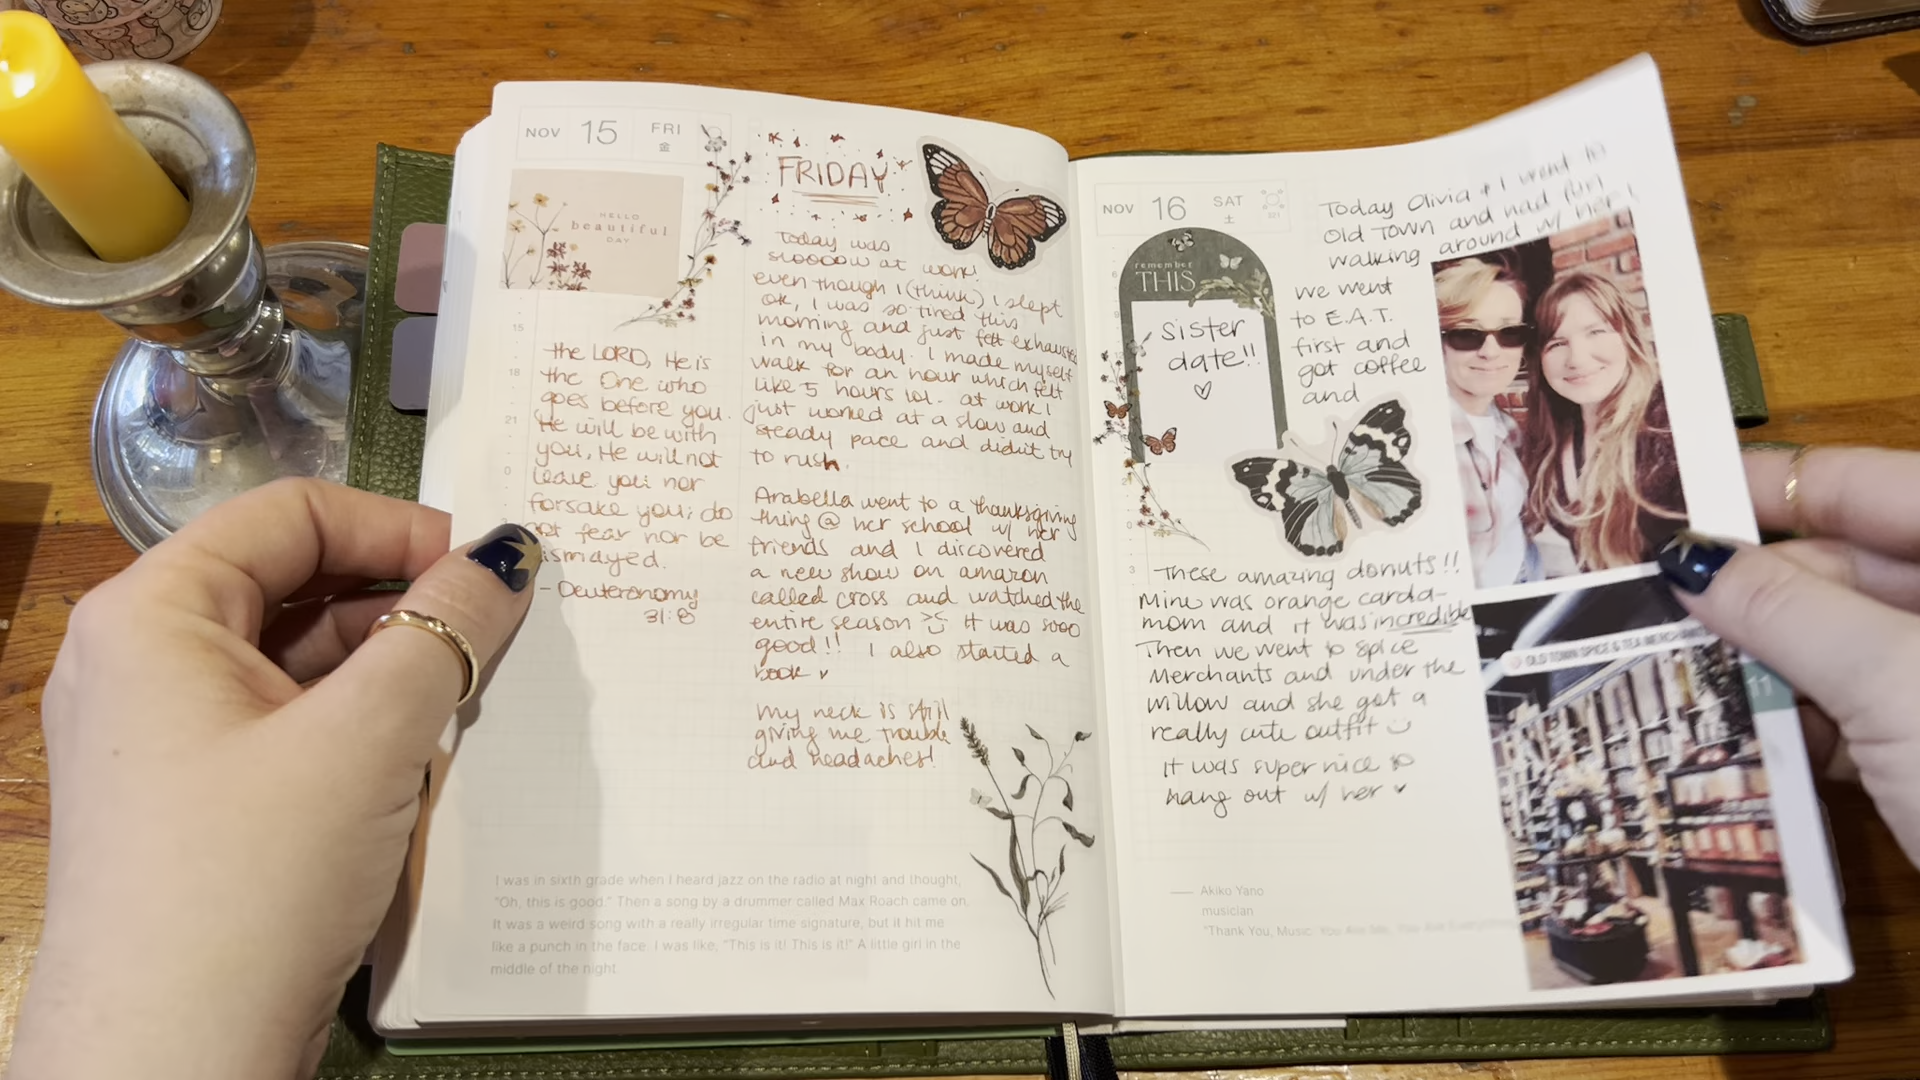 NOV 15 FRI
金
HELLO
beautiful
DAY
the LORD, He is
the One who
goes before you.
He will be with
you, He will not
leave you nor
forsake you; do
not fear nor be
dismayed.
- Deuteronomy
31:8
FRIDAY
Today was
slooow at work!
even though I (think) I slept
ok, I was so tired this
morning and just felt exhausted
in my body. I made myself
walk for an hour which felt
like 5 hours lol. at work I
just worked at a slow and
steady pace and didn't try
to rush.
Arabella went to a thanksgiving
thing @ her school w/ her
friends and I discovered
a new show on amazon
called cross and watched the
entire season it was sooo
good!! I also started a
book ♥
My neck is still
giving me trouble
and headaches!
I was in sixth grade when I heard jazz on the radio at night and thought,
"Oh, this is good." Then a song by a drummer called Max Roach came on.
It was a weird song with a really irregular time signature, but it hit me
like a punch in the face. I was like, "This is it! This is it!" A little girl in the
middle of the night.
NOV 16 SAT
土
321
remember
THIS
sister
date!!
♡
Today Olivia & I went to
Old Town and had fun
walking around w/ her!
we went
to E.A.T.
first and
got coffee
and
These amazing donuts!!
Mine was orange carda-
mom and it was incredible
Then we went to spice
Merchants and under the
willow and she got a
really cute outfit
It was super nice to
hang out w/ her ♥
OLD TOWN SPICE & TEA MERCHANTS
11
Akiko Yano
musician
"Thank You, Music. You Are Me, You Are Everything